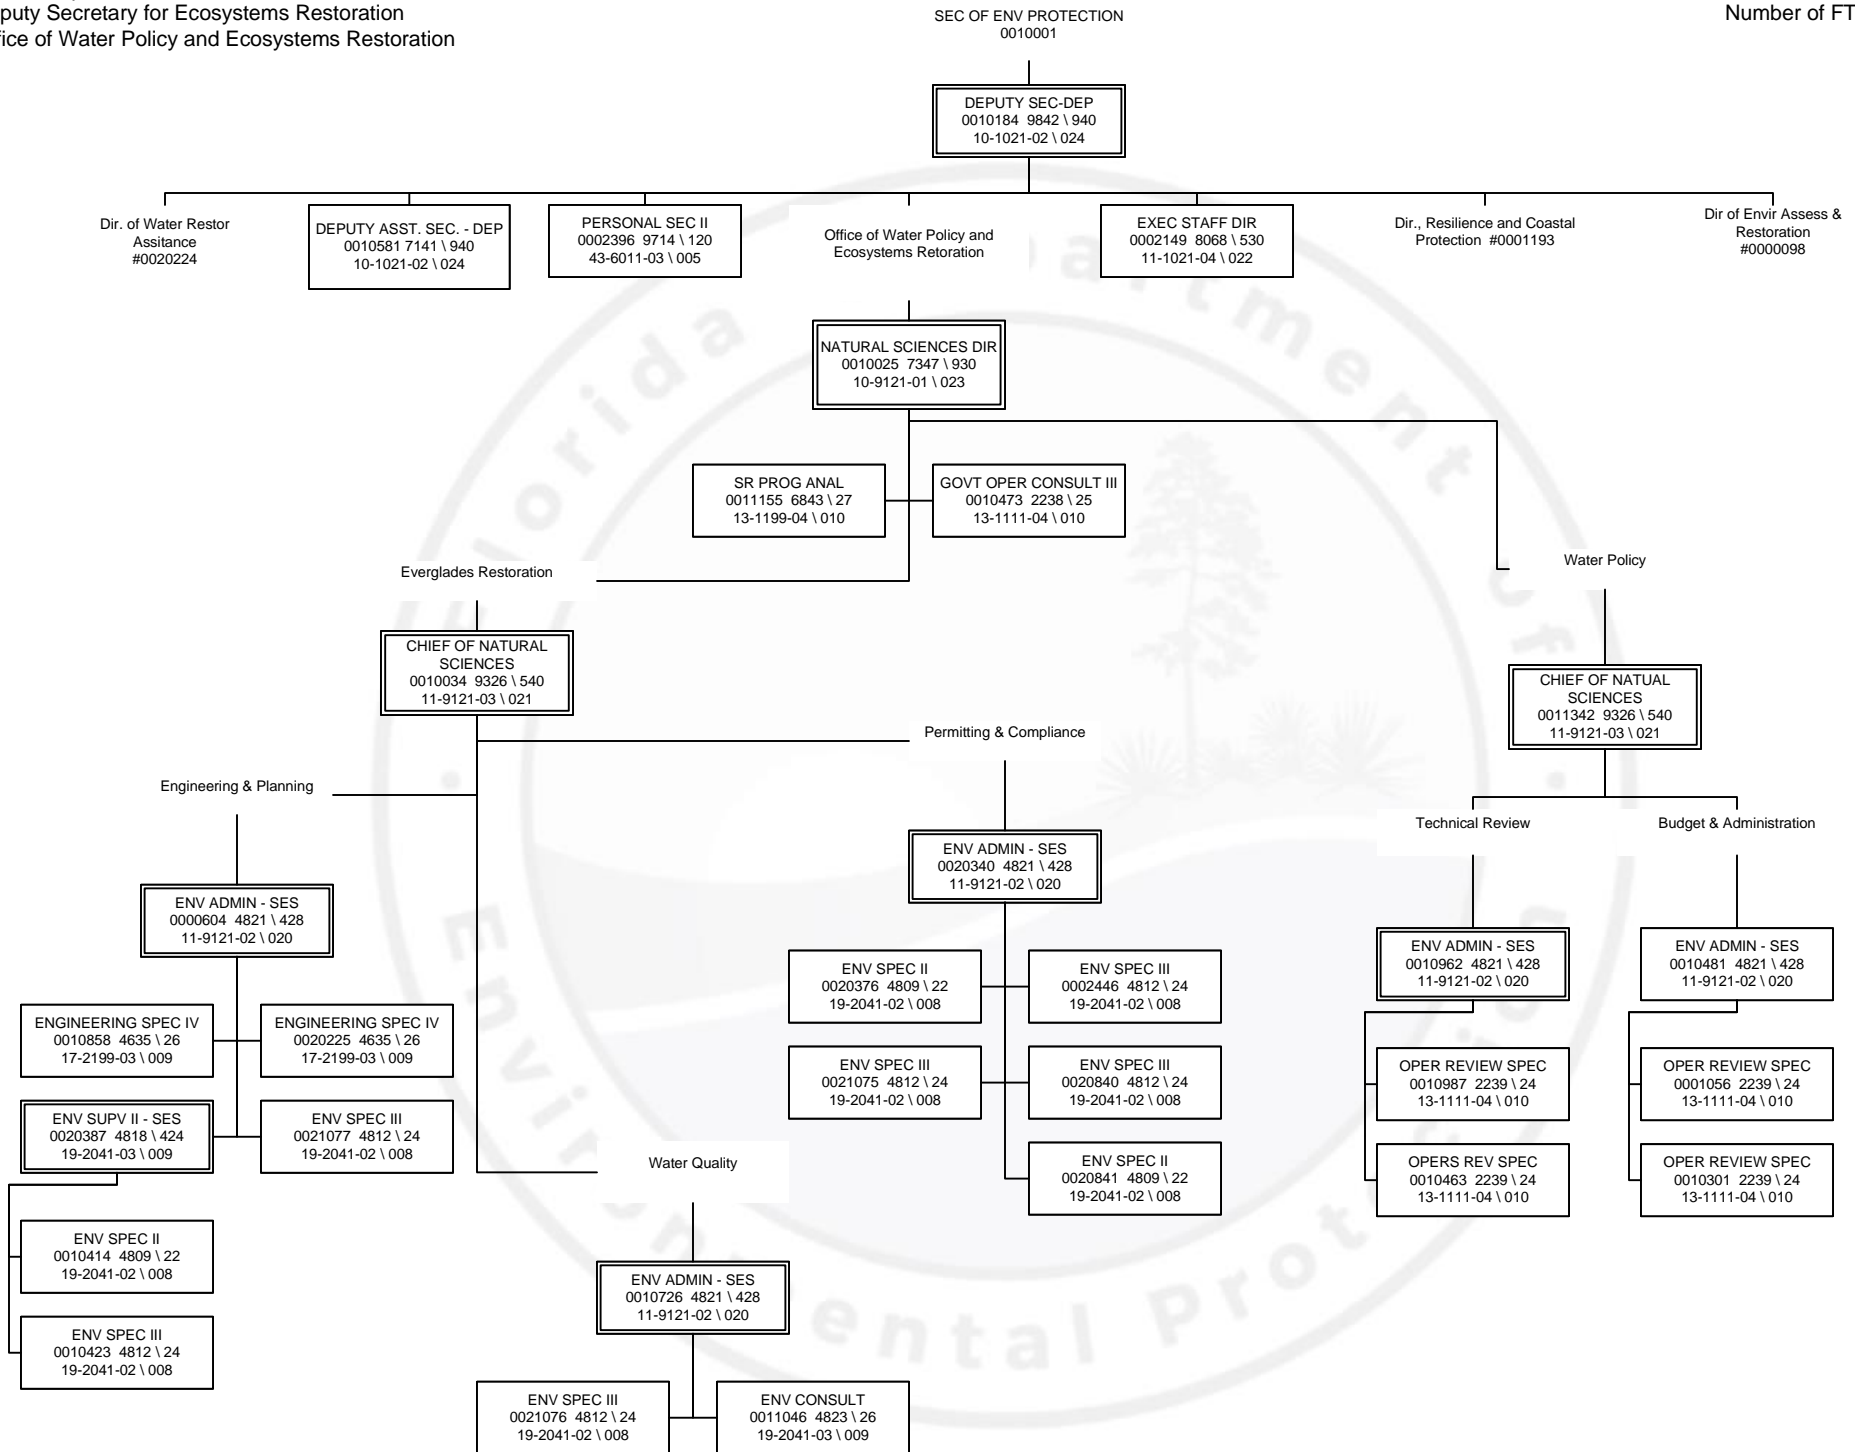 puty Secretary for Ecosystems Restoration
fice of Water Policy and Ecosystems Restoration
SEC OF ENV PROTECTION
0010001
Number of FT
DEPUTY SEC-DEP
0010184 9842 \ 940
10-1021-02 \ 024
Dir. of Water Restor
Assitance
#0020224
DEPUTY ASST. SEC. - DEP
0010581 7141 \ 940
10-1021-02 \ 024
PERSONAL SEC II
0002396 9714 \ 120
43-6011-03 \ 005
Office of Water Policy and
Ecosystems Retoration
EXEC STAFF DIR
0002149 8068 \ 530
11-1021-04 \ 022
Dir., Resilience and Coastal
Protection #0001193
Dir of Envir Assess &
Restoration
#0000098
NATURAL SCIENCES DIR
0010025 7347 \ 930
10-9121-01 \ 023
SR PROG ANAL
0011155 6843 \ 27
13-1199-04 \ 010
GOVT OPER CONSULT III
0010473 2238 \ 25
13-1111-04 \ 010
Everglades Restoration
Water Policy
CHIEF OF NATURAL
SCIENCES
0010034 9326 \ 540
11-9121-03 \ 021
CHIEF OF NATUAL
SCIENCES
0011342 9326 \ 540
11-9121-03 \ 021
Permitting & Compliance
Engineering & Planning
Technical Review
Budget & Administration
ENV ADMIN - SES
0020340 4821 \ 428
11-9121-02 \ 020
ENV ADMIN - SES
0000604 4821 \ 428
11-9121-02 \ 020
ENV ADMIN - SES
0010962 4821 \ 428
11-9121-02 \ 020
ENV ADMIN - SES
0010481 4821 \ 428
11-9121-02 \ 020
ENV SPEC II
0020376 4809 \ 22
19-2041-02 \ 008
ENV SPEC III
0002446 4812 \ 24
19-2041-02 \ 008
ENGINEERING SPEC IV
0010858 4635 \ 26
17-2199-03 \ 009
ENGINEERING SPEC IV
0020225 4635 \ 26
17-2199-03 \ 009
ENV SPEC III
0021075 4812 \ 24
19-2041-02 \ 008
ENV SPEC III
0020840 4812 \ 24
19-2041-02 \ 008
OPER REVIEW SPEC
0010987 2239 \ 24
13-1111-04 \ 010
OPER REVIEW SPEC
0001056 2239 \ 24
13-1111-04 \ 010
ENV SUPV II - SES
0020387 4818 \ 424
19-2041-03 \ 009
ENV SPEC III
0021077 4812 \ 24
19-2041-02 \ 008
Water Quality
ENV SPEC II
0020841 4809 \ 22
19-2041-02 \ 008
OPERS REV SPEC
0010463 2239 \ 24
13-1111-04 \ 010
OPER REVIEW SPEC
0010301 2239 \ 24
13-1111-04 \ 010
ENV SPEC II
0010414 4809 \ 22
19-2041-02 \ 008
ENV ADMIN - SES
0010726 4821 \ 428
11-9121-02 \ 020
ENV SPEC III
0010423 4812 \ 24
19-2041-02 \ 008
ENV SPEC III
0021076 4812 \ 24
19-2041-02 \ 008
ENV CONSULT
0011046 4823 \ 26
19-2041-03 \ 009